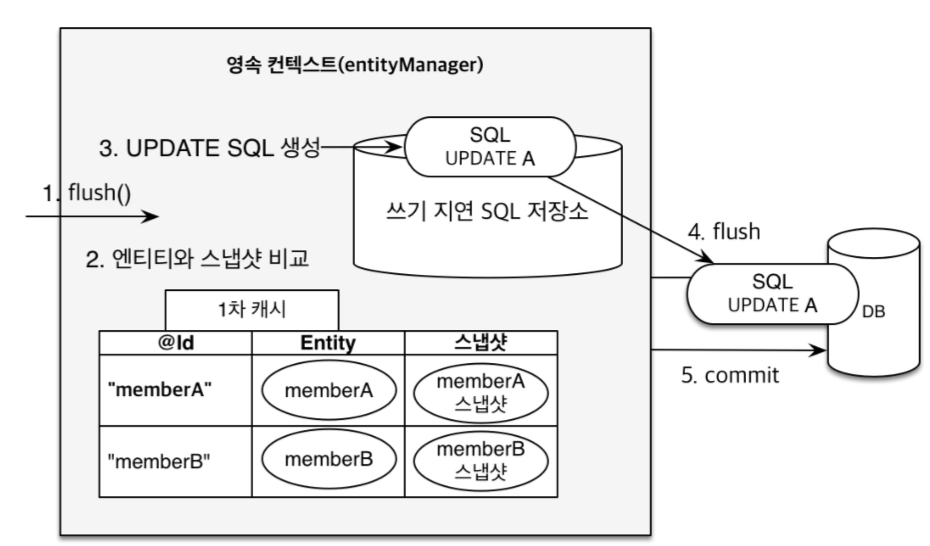 영속 컨텍스트(entityManager)
3. UPDATE SQL 생성
SQL
UPDATE A
1. flush()
쓰기 지연 SQL 저장소
2. 엔티티와 스냅샷 비교
4. flush
SQL
UPDATE A
DB
5. commit
1차 캐시
@Id Entity 스냅샷
"memberA" memberA memberA
스냅샷
"memberB" memberB memberB
스냅샷